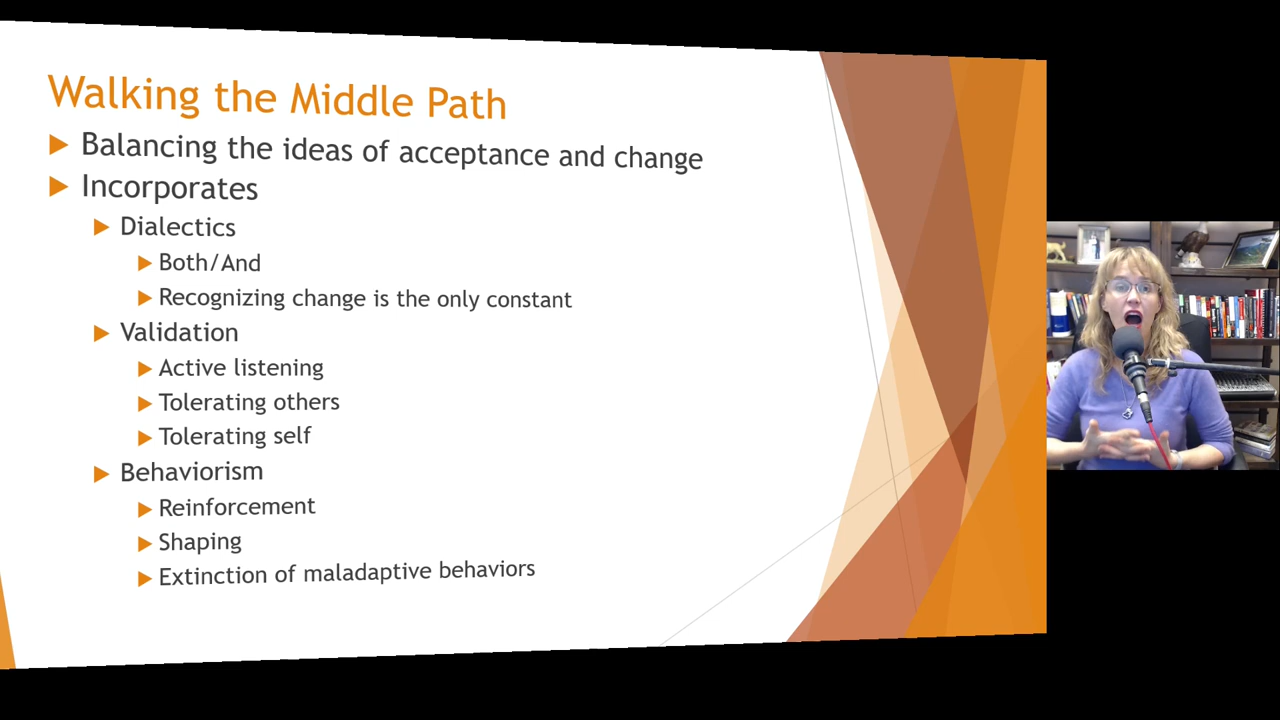 Walking the Middle Path
Balancing the ideas of acceptance and change
Incorporates
Dialectics
Both/And
Recognizing change is the only constant
Validation
Active listening
Tolerating others
Tolerating self
Behaviorism
Reinforcement
Shaping
Extinction of maladaptive behaviors